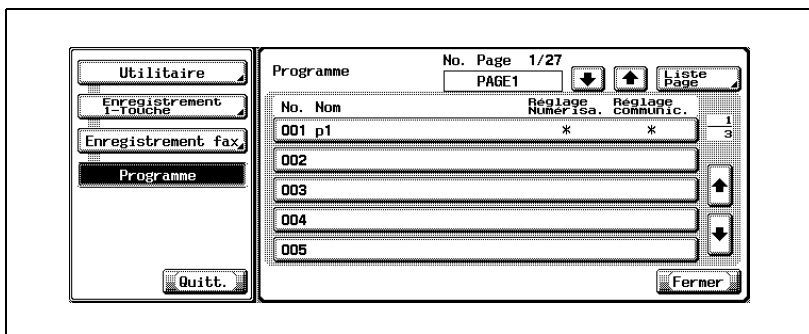 Utilitaire
Enregistrement
1-Touche
Enregistrement fax
Programme
Quitt.
Programme
No. Page 1/27
PAGE1
Liste
Page
No. Nom
Réglage
Numérisa.
Réglage
communic.
001 p1 * *
1
3
002
003
004
005
Fermer